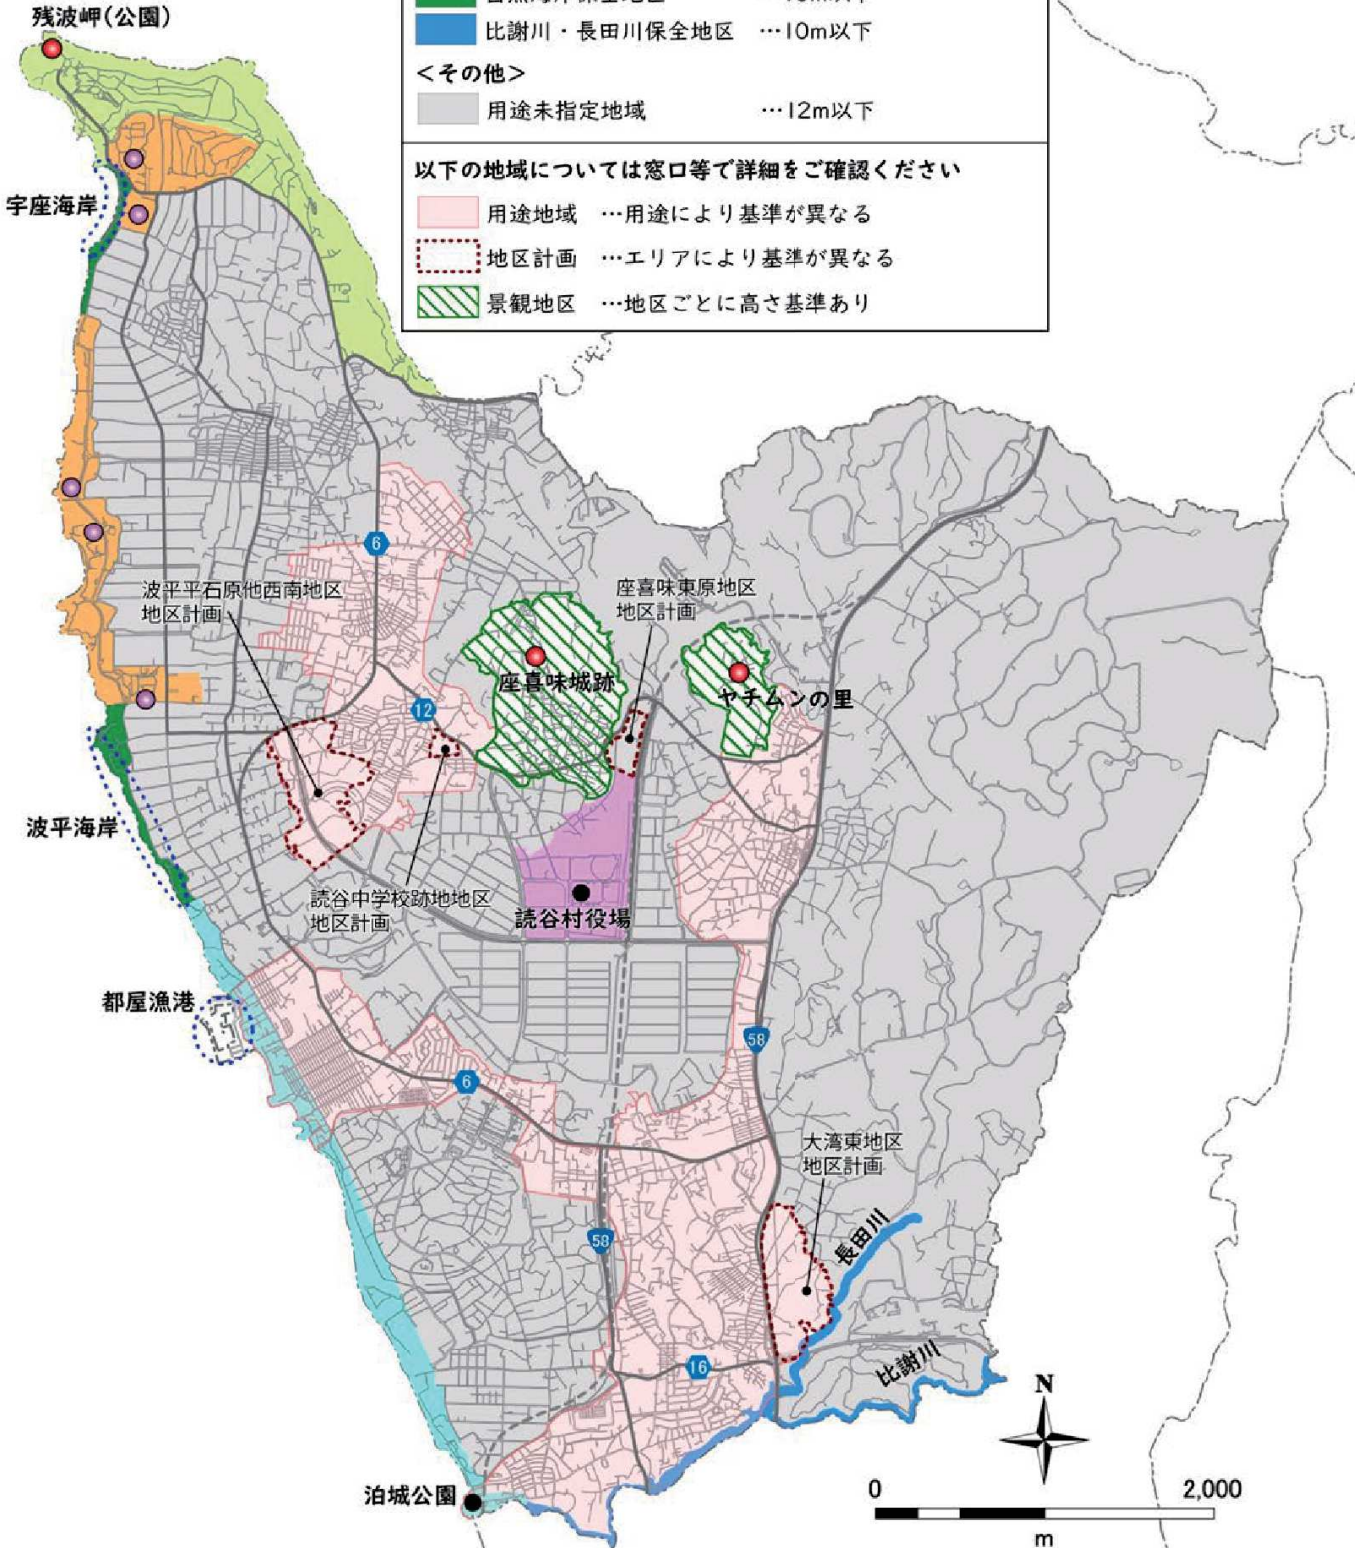 残波岬(公園)
比謝川・長田川保全地区 …10m以下
<その他>
用途未指定地域 …12m以下
以下の地域については窓口等で詳細をご確認ください
用途地域 …用途により基準が異なる
地区計画 …エリアにより基準が異なる
景観地区 …地区ごとに高さ基準あり
宇座海岸
6
波平平石原他西南地区
地区計画
座喜味東原地区
地区計画
座喜味城跡
ヤチムンの里
12
波平海岸
読谷中学校跡地地区
地区計画
読谷村役場
都屋漁港
58
6
大湾東地区
地区計画
長田川
58
比謝川
16
N
泊城公園
0 2,000
m